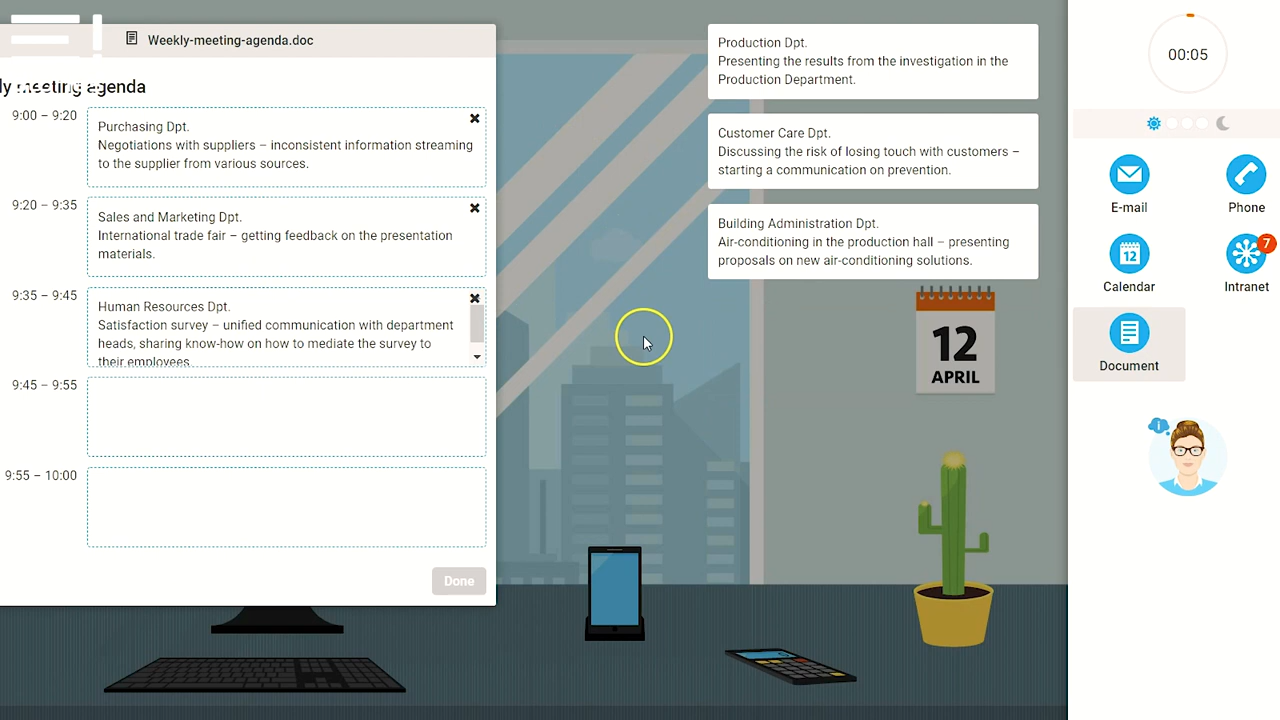 Weekly-meeting-agenda.doc
ly meeting agenda
9:00 – 9:20
Purchasing Dpt.
Negotiations with suppliers – inconsistent information streaming
to the supplier from various sources.
9:20 – 9:35
Sales and Marketing Dpt.
International trade fair – getting feedback on the presentation
materials.
9:35 – 9:45
Human Resources Dpt.
Satisfaction survey – unified communication with department
heads, sharing know-how on how to mediate the survey to
their employees.
9:45 – 9:55
9:55 – 10:00
Done
Production Dpt.
Presenting the results from the investigation in the
Production Department.
Customer Care Dpt.
Discussing the risk of losing touch with customers –
starting a communication on prevention.
Building Administration Dpt.
Air-conditioning in the production hall – presenting
proposals on new air-conditioning solutions.
12
APRIL
00:05
E-mail
Phone
12
Calendar
7
Intranet
Document
i